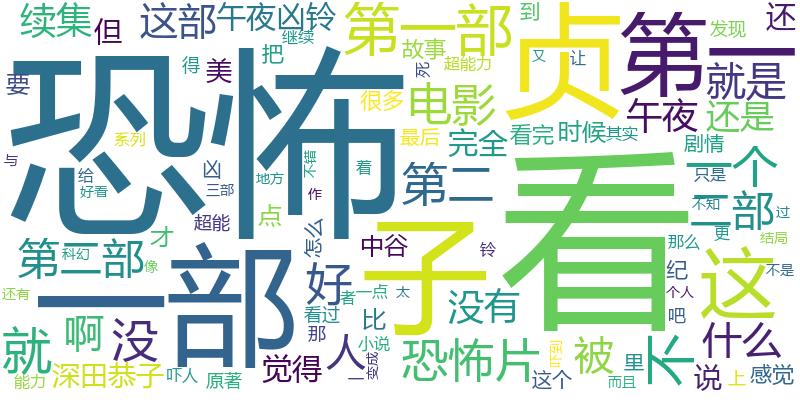 续集
但
这部
午夜凶铃
继续
第一部
到
贞
第一
发现
还
要
得
美
把
故事
死
超能力
又
让
就是
恐怖
很多
电影
午夜
还是
与
系列
最后
完全
看完
时候
其实
给
好看
凶
三部
地方
不错
着
第二
看
剧情
一个
只是
超能
点
作
二部
不知
过
第二部
才
一部
怎么
中谷
子
铃
那么
更
结局
科幻
像
好
者
一点
太
没有
纪
这
不是
还有
看过
个人
就
啊
没
那
比
小说
吧
什么
觉得
人
恐怖片
被
里
不
能力
深田恭子
吓人
原著
一
变成
这个
而且
说
上
感觉